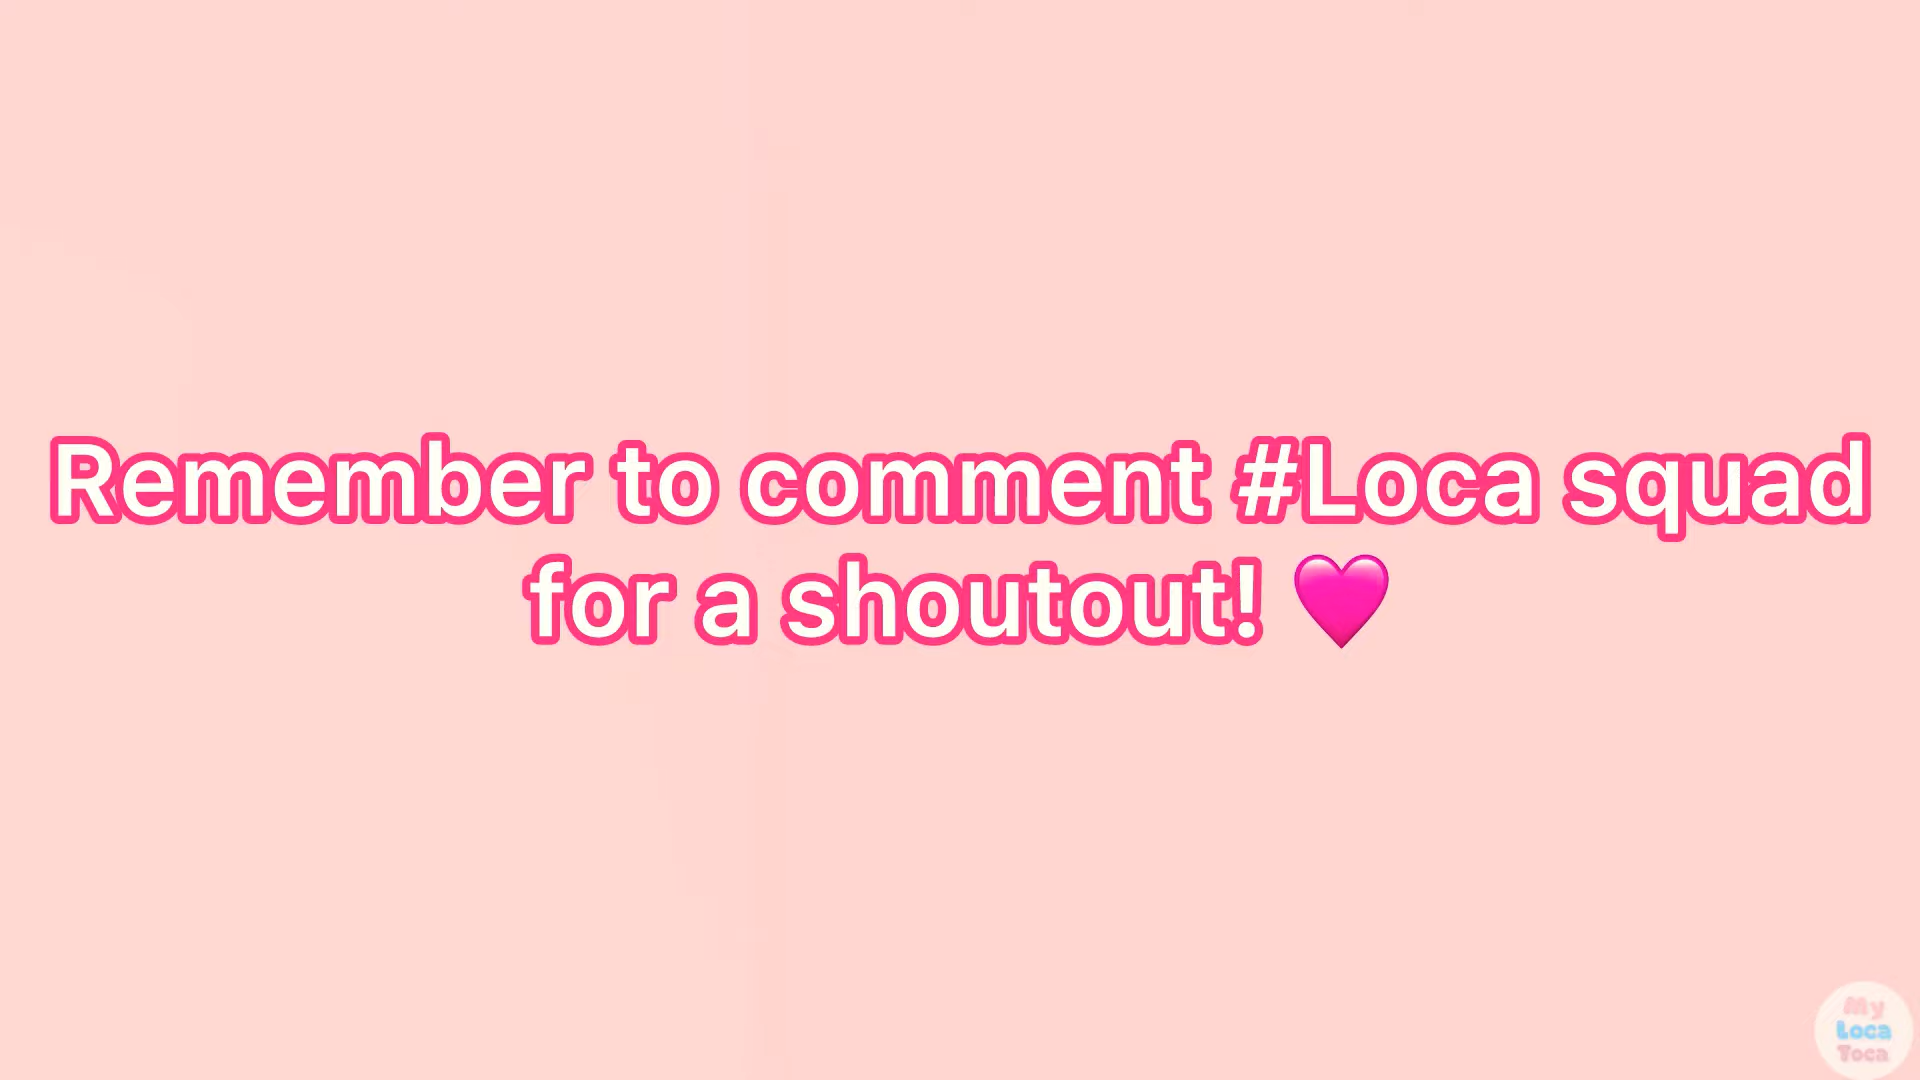 Remember to comment #Loca squad
for a shoutout! 🩷
My
Loca
Toca